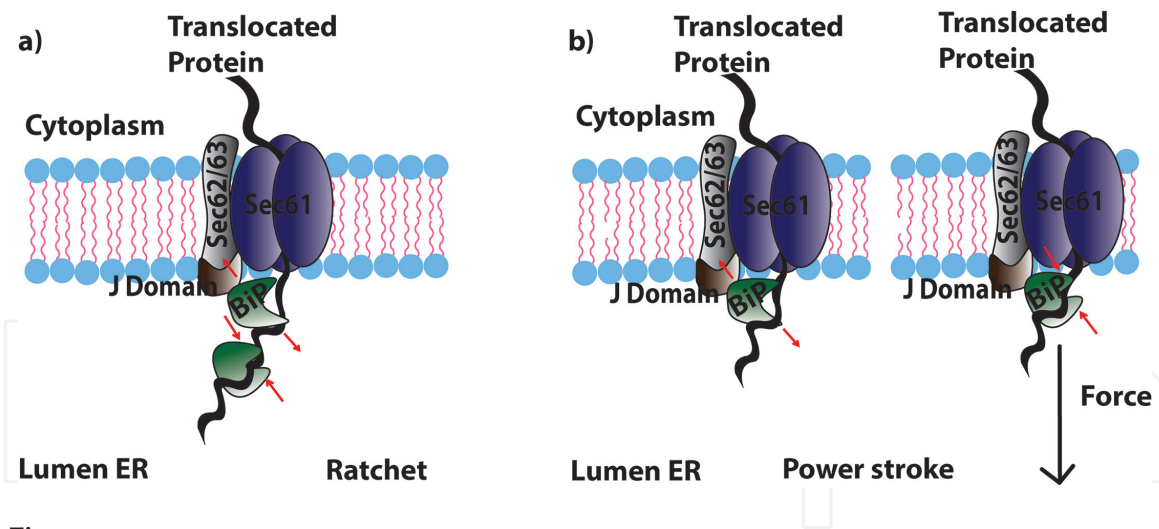 a)
Translocated
Protein
Cytoplasm
Sec62/63
Sec61
J Domain
BiP
Lumen ER
Ratchet
b)
Translocated
Protein
Translocated
Protein
Cytoplasm
Sec62/63
Sec61
J Domain
BiP
Sec62/63
Sec61
J Domain
BiP
Force
Lumen ER
Power stroke